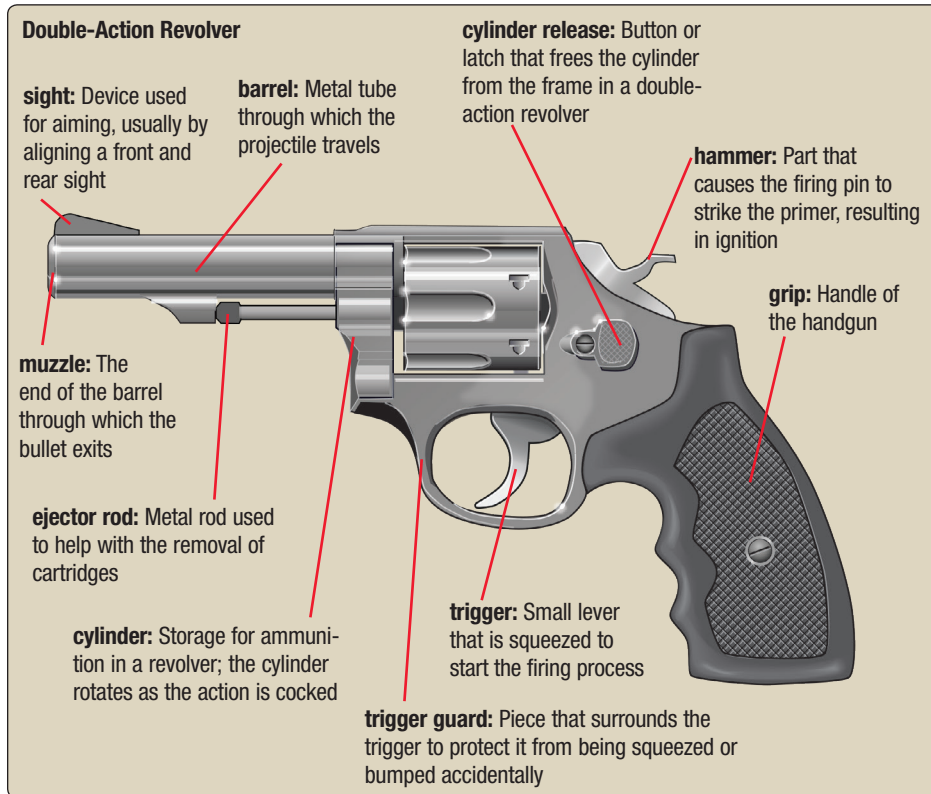 Double-Action Revolver
sight: Device used
for aiming, usually by
aligning a front and
rear sight
barrel: Metal tube
through which the
projectile travels
cylinder release: Button or
latch that frees the cylinder
from the frame in a double-
action revolver
hammer: Part that
causes the firing pin to
strike the primer, resulting
in ignition
grip: Handle of
the handgun
muzzle: The
end of the barrel
through which the
bullet exits
ejector rod: Metal rod used
to help with the removal of
cartridges
cylinder: Storage for ammuni-
tion in a revolver; the cylinder
rotates as the action is cocked
trigger: Small lever
that is squeezed to
start the firing process
trigger guard: Piece that surrounds the
trigger to protect it from being squeezed or
bumped accidentally